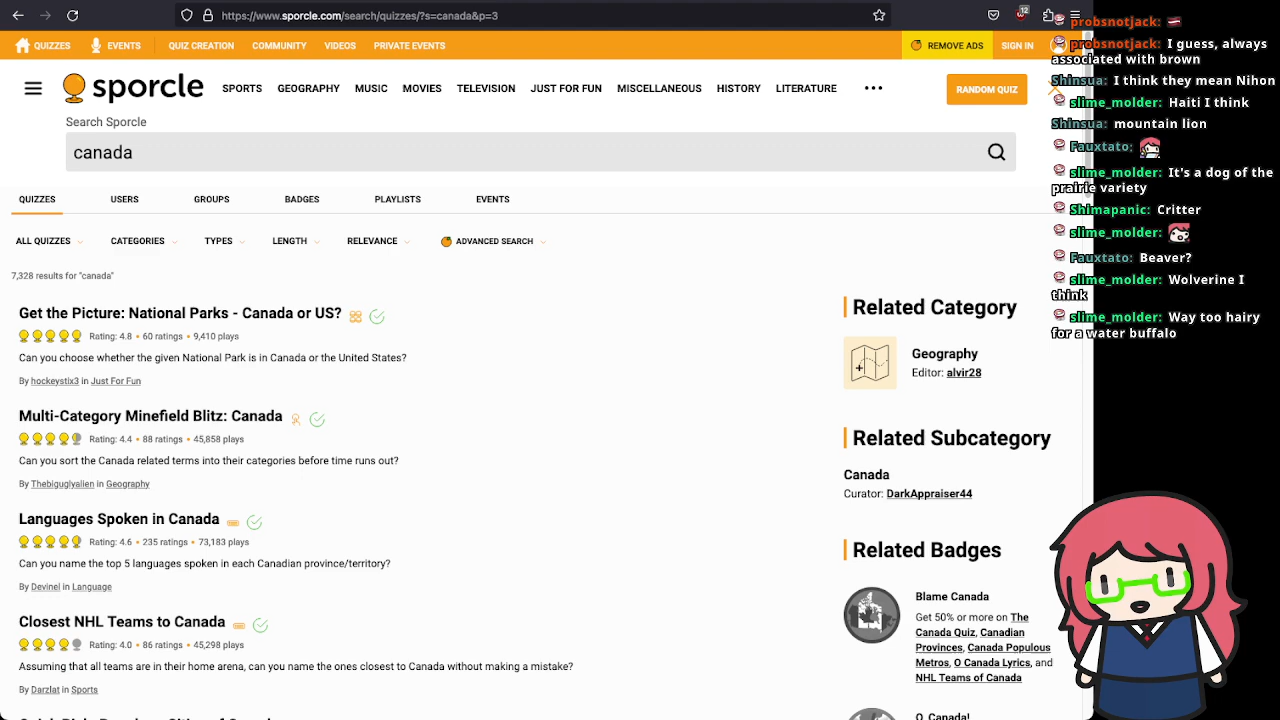 https://www.sporcle.com/search/quizzes/?s=canada&p=3
12
QUIZZES
EVENTS
QUIZ CREATION
COMMUNITY
VIDEOS
PRIVATE EVENTS
REMOVE ADS
SIGN IN
sporcle
SPORTS
GEOGRAPHY
MUSIC
MOVIES
TELEVISION
JUST FOR FUN
MISCELLANEOUS
HISTORY
LITERATURE
RANDOM QUIZ
Search Sporcle
canada
QUIZZES
USERS
GROUPS
BADGES
PLAYLISTS
EVENTS
ALL QUIZZES
CATEGORIES
TYPES
LENGTH
RELEVANCE
ADVANCED SEARCH
7,328 results for "canada"
Get the Picture: National Parks - Canada or US?
Rating: 4.8 • 60 ratings • 9,410 plays
Can you choose whether the given National Park is in Canada or the United States?
By hockeystix3 in Just For Fun
Multi-Category Minefield Blitz: Canada
Rating: 4.4 • 88 ratings • 45,858 plays
Can you sort the Canada related terms into their categories before time runs out?
By Thebiguglyalien in Geography
Languages Spoken in Canada
Rating: 4.6 • 235 ratings • 73,183 plays
Can you name the top 5 languages spoken in each Canadian province/territory?
By Devinel in Language
Closest NHL Teams to Canada
Rating: 4.0 • 86 ratings • 45,298 plays
Assuming that all teams are in their home arena, can you name the ones closest to Canada without making a mistake?
By Darzlat in Sports
Related Category
Geography
Editor: alvir28
Related Subcategory
Canada
Curator: DarkAppraiser44
Related Badges
Blame Canada
Get 50% or more on The
Canada Quiz, Canadian
Provinces, Canada Populous
Metros, O Canada Lyrics, and
NHL Teams of Canada
O, Canada!
probsnotjack:
probsnotjack: I guess, always
associated with brown
Shinsua: I think they mean Nihon
slime_molder: Haiti I think
Shinsua: mountain lion
Fauxtato:
slime_molder: It's a dog of the
prairie variety
Shimapanic: Critter
slime_molder:
Fauxtato: Beaver?
slime_molder: Wolverine I
think
slime_molder: Way too hairy
for a water buffalo